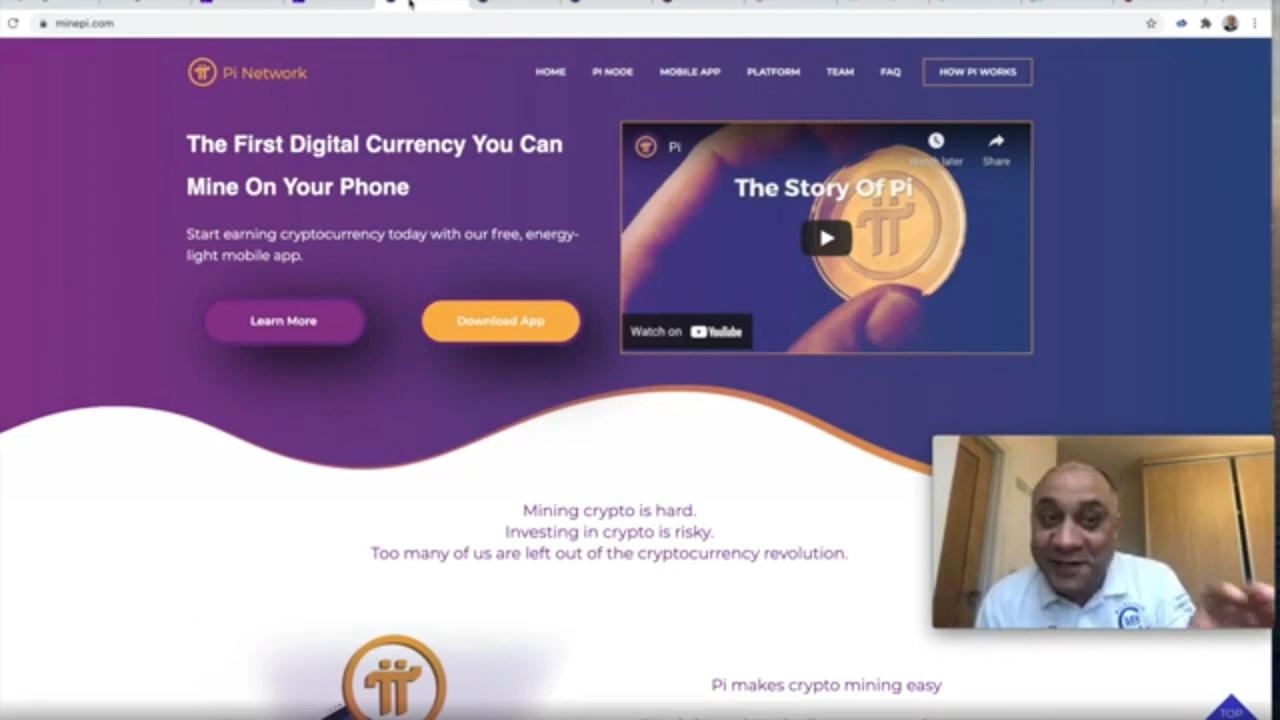 minepi.com
Pi Network
HOME PI NODE MOBILE APP PLATFORM TEAM FAQ HOW PI WORKS
The First Digital Currency You Can
Mine On Your Phone
Start earning cryptocurrency today with our free, energy-
light mobile app.
Learn More
Download App
Pi
Watch later
Share
The Story Of Pi
Watch on YouTube
Mining crypto is hard.
Investing in crypto is risky.
Too many of us are left out of the cryptocurrency revolution.
Pi makes crypto mining easy
TOP